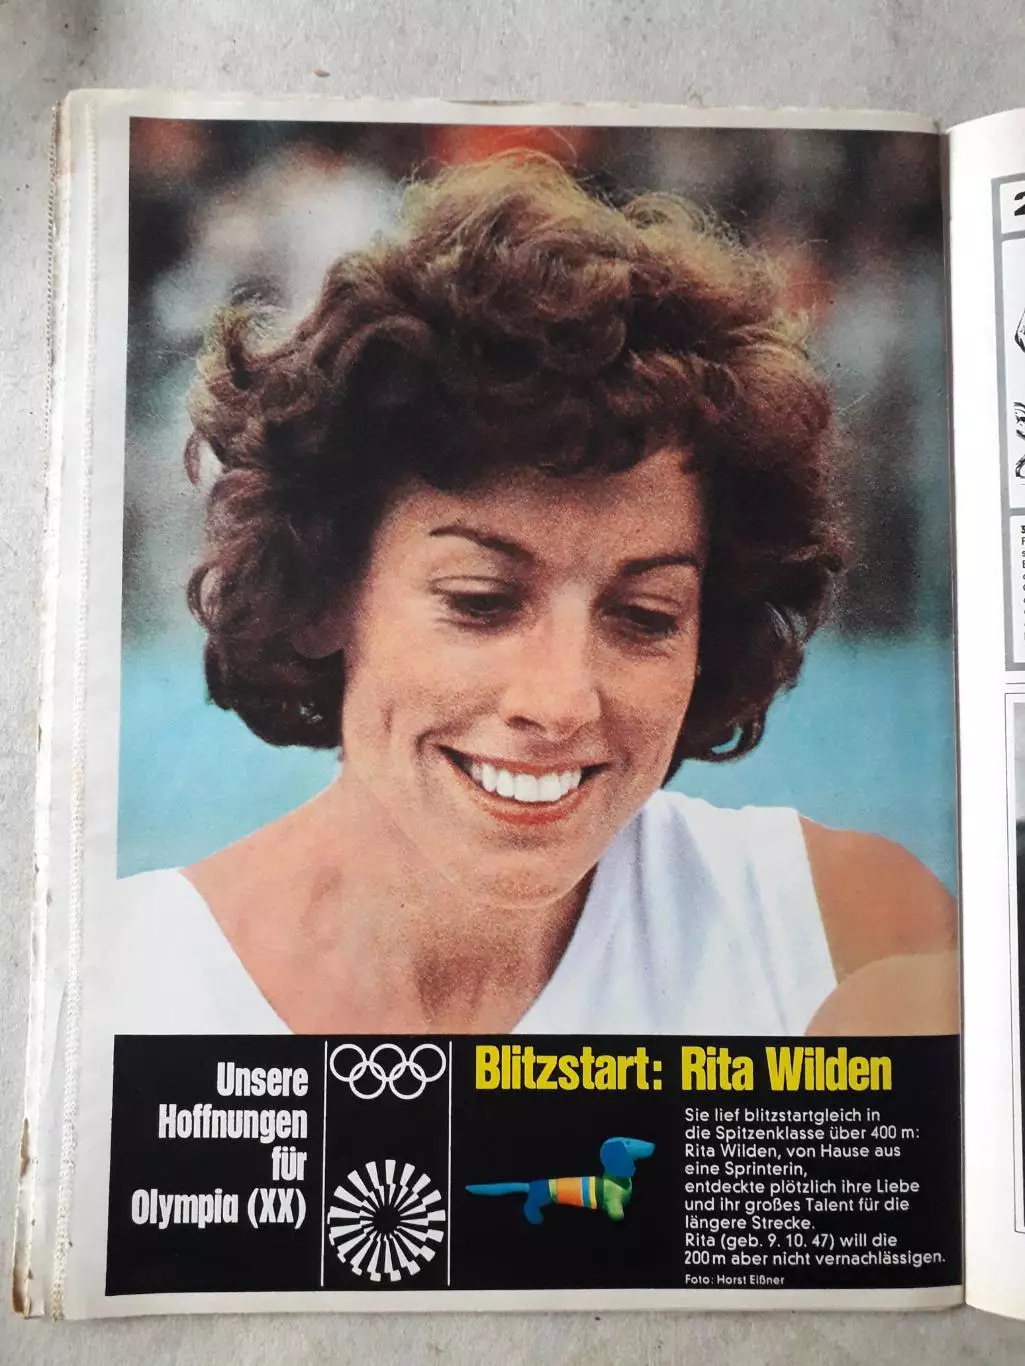 Unsere
Hoffnungen
für
Olympia (XX)
Blitzstart: Rita Wilden
Sie lief blitzstartgleich in
die Spitzenklasse über 400 m:
Rita Wilden, von Hause aus
eine Sprinterin,
entdeckte plötzlich ihre Liebe
und ihr großes Talent für die
längere Strecke.
Rita (geb. 9. 10. 47) will die
200 m aber nicht vernachlässigen.
Foto: Horst Eißner